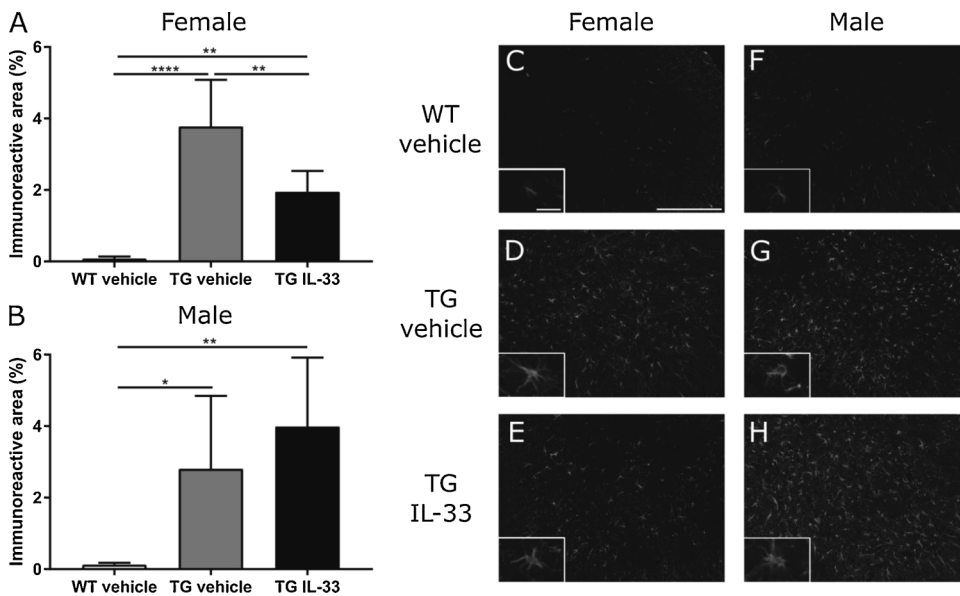 A
Female
Immunoreactive area (%)
6
4
2
0
**
****
**
WT vehicle
TG vehicle
TG IL-33
B
Male
Immunoreactive area (%)
6
4
2
0
**
*
WT vehicle
TG vehicle
TG IL-33
Female
Male
WT
vehicle
C
F
TG
vehicle
D
G
TG
IL-33
E
H